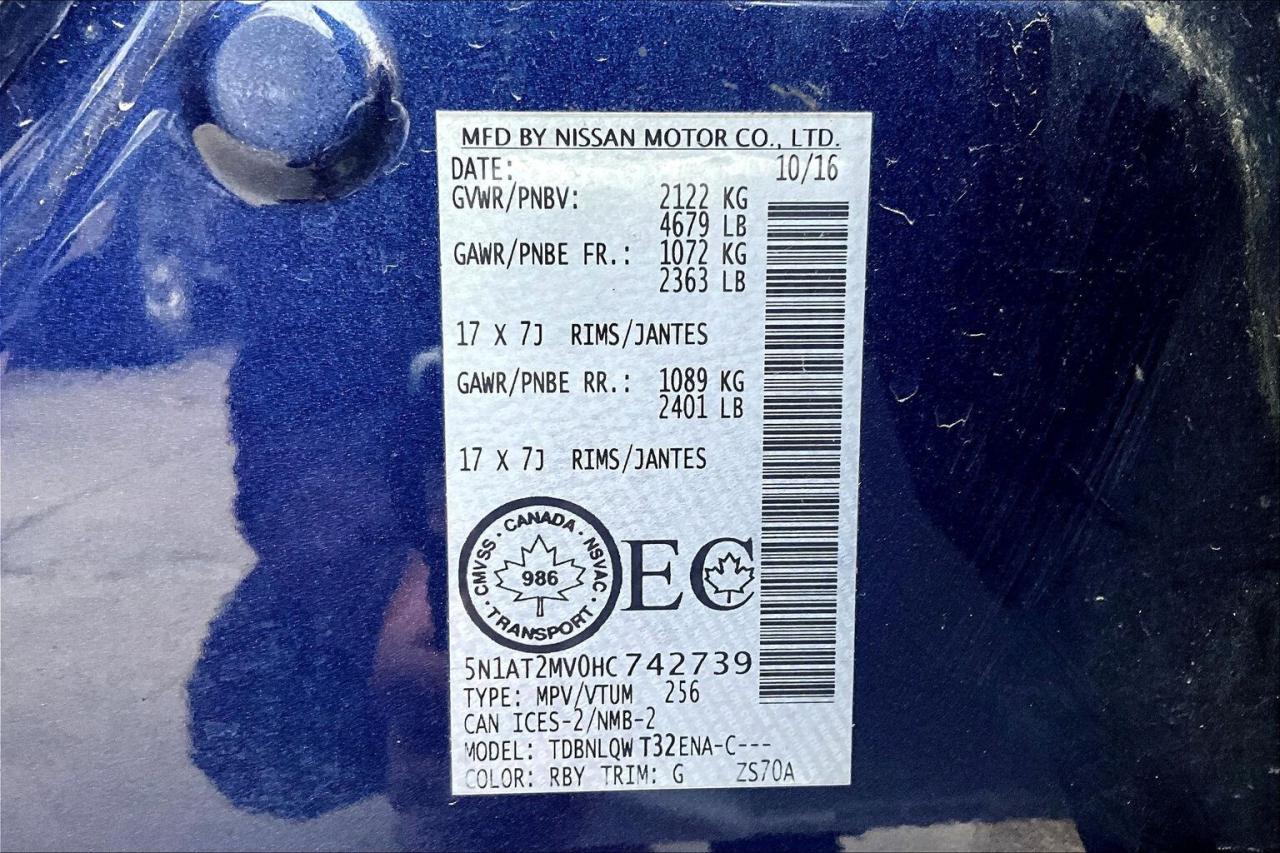 MFD BY NISSAN MOTOR CO., LTD.
DATE: 10/16
GVWR/PNBV: 2122 KG
4679 LB
GAWR/PNBE FR.: 1072 KG
2363 LB
17 X 7J RIMS/JANTES
GAWR/PNBE RR.: 1089 KG
2401 LB
17 X 7J RIMS/JANTES
CMVSS · CANADA · NSVAC · TRANSPORT ·
986
EC
5N1AT2MV0HC742739
TYPE: MPV/VTUM 256
CAN ICES-2/NMB-2
MODEL: TDBNLQW T32ENA-C---
COLOR: RBY TRIM: G ZS70A